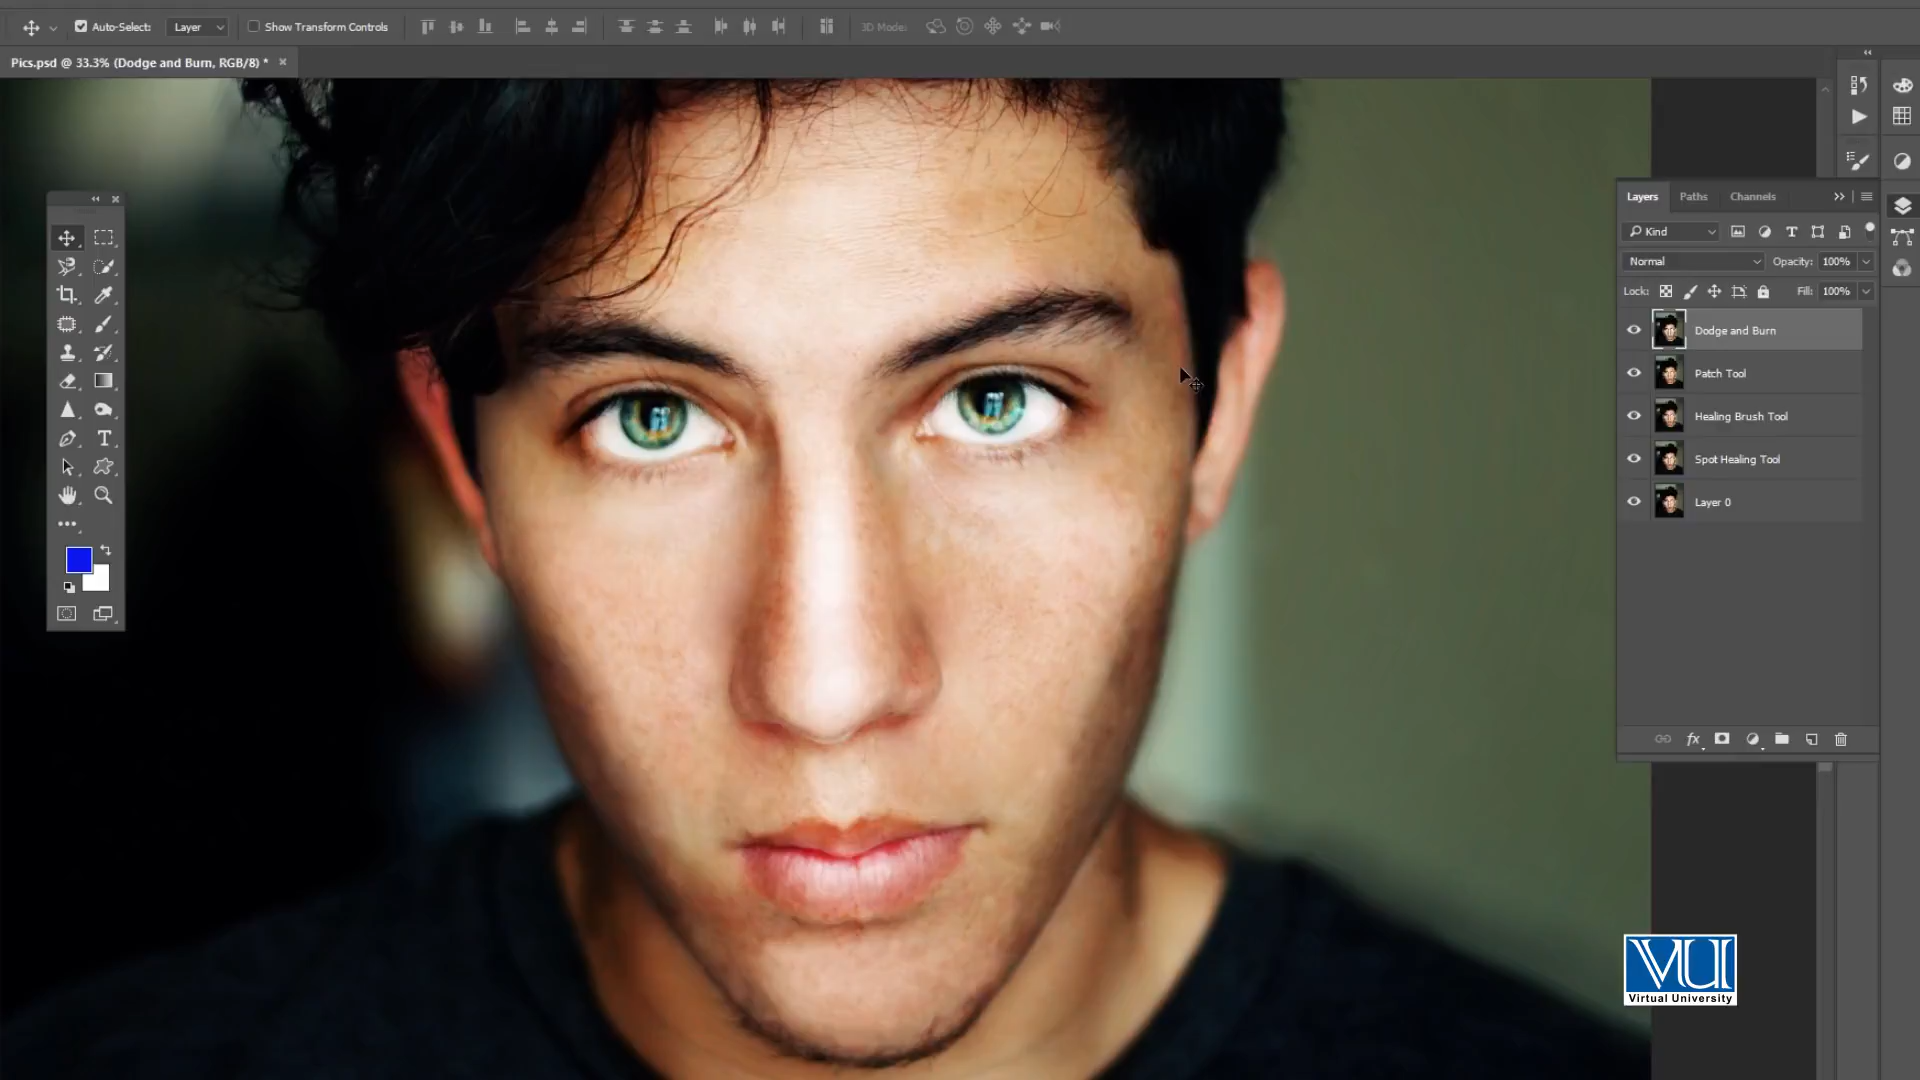 Auto-Select: Layer Show Transform Controls 3D Mode:
Pics.psd @ 33.3% (Dodge and Burn, RGB/8) *
Layers Paths Channels
Kind
Normal Opacity: 100%
Lock: Fill: 100%
Dodge and Burn
Patch Tool
Healing Brush Tool
Spot Healing Tool
Layer 0
VU
Virtual University